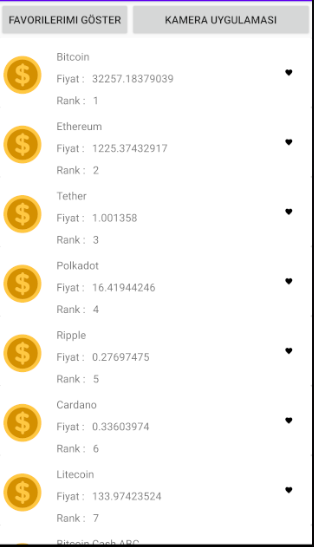 FAVORILERIMI GÖSTER KAMERA UYGULAMASI
Bitcoin
Fiyat : 32257.18379039
Rank : 1
Ethereum
Fiyat : 1225.37432917
Rank : 2
Tether
Fiyat : 1.001358
Rank : 3
Polkadot
Fiyat : 16.41944246
Rank : 4
Ripple
Fiyat : 0.27697475
Rank : 5
Cardano
Fiyat : 0.33603974
Rank : 6
Litecoin
Fiyat : 133.97423524
Rank : 7
Bitcoin Cash ABC